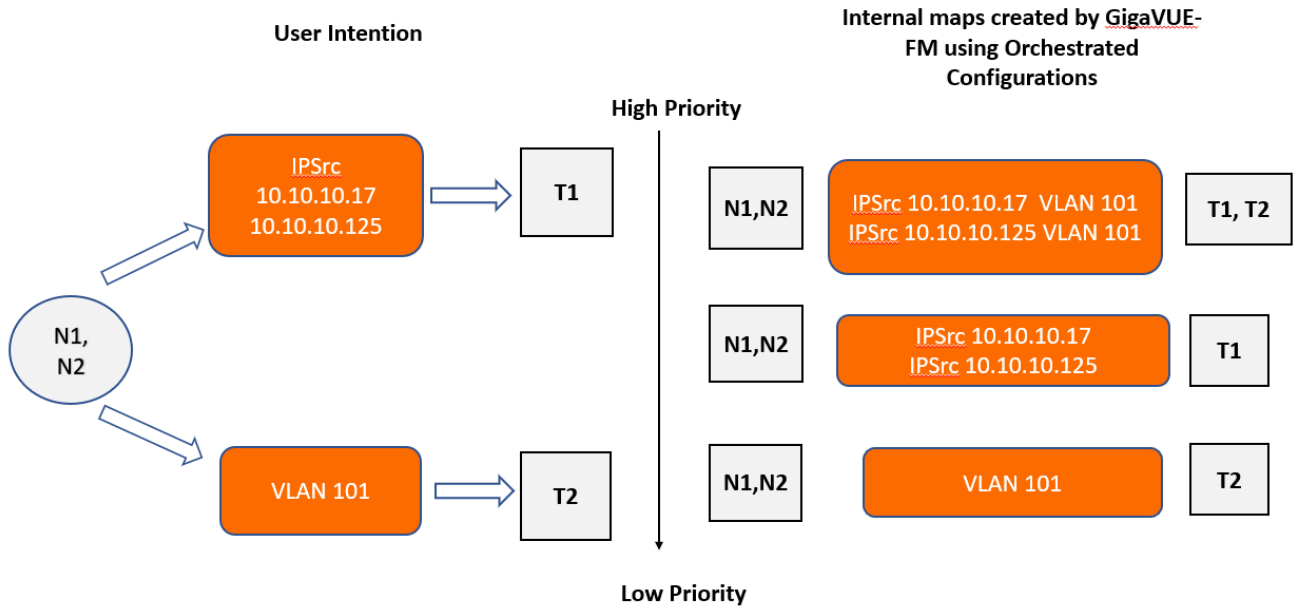 User Intention
Internal maps created by GigaVUE-
FM using Orchestrated
Configurations
High Priority
IPSrc
10.10.10.17
10.10.10.125
T1
N1,
N2
VLAN 101
T2
N1,N2
IPSrc 10.10.10.17 VLAN 101
IPSrc 10.10.10.125 VLAN 101
T1, T2
N1,N2
IPSrc 10.10.10.17
IPSrc 10.10.10.125
T1
N1,N2
VLAN 101
T2
Low Priority